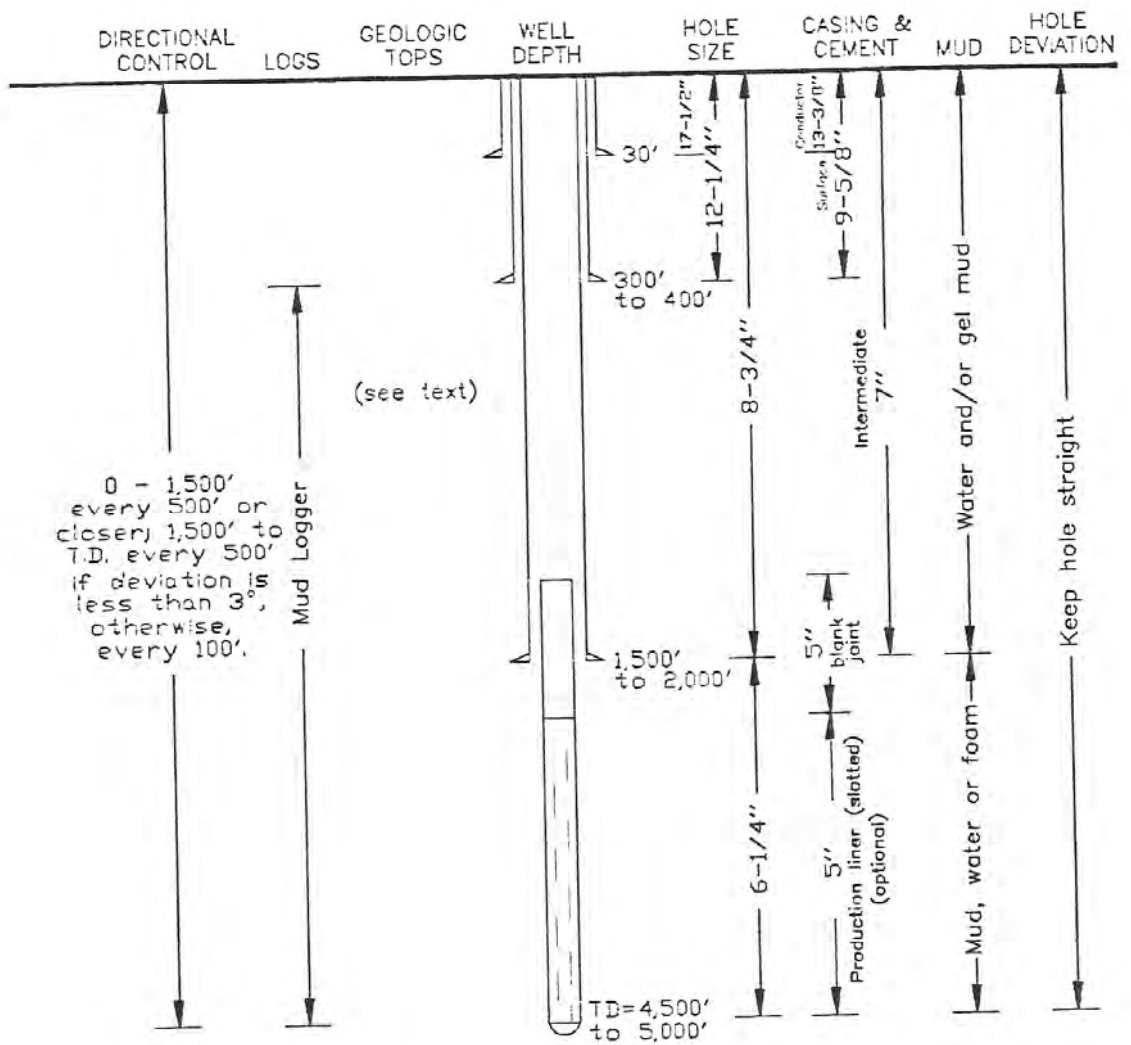 DIRECTIONAL
CONTROL
LOGS
GEOLOGIC
TOPS
WELL
DEPTH
HOLE
SIZE
CASING &
CEMENT
MUD
HOLE
DEVIATION
0 - 1,500'
every 500' or
closer; 1,500' to
T.D. every 500'
if deviation is
less than 3°,
otherwise,
every 100'.
Mud Logger
(see text)
30'
300'
to 400'
1,500'
to 2,000'
TD=4,500'
to 5,000'
17-1/2"
12-1/4"
8-3/4"
6-1/4"
Conductor
13-3/8"
Surface
9-5/8"
Intermediate
7"
5"
blank
joint
5"
Production liner (slotted)
(optional)
Water and/or gel mud
Mud, water or foam
Keep hole straight